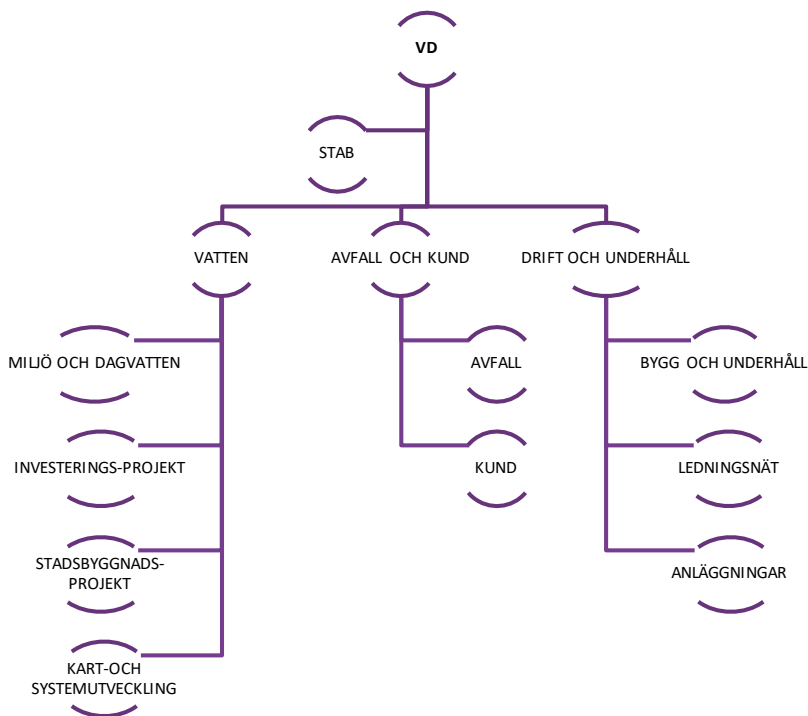 VD
STAB
VATTEN
AVFALL OCH KUND
DRIFT OCH UNDERHÅLL
MILJÖ OCH DAGVATTEN
AVFALL
BYGG OCH UNDERHÅLL
INVESTERINGS-PROJEKT
KUND
LEDNINGSNÄT
STADSBYGGNADS-
PROJEKT
ANLÄGGNINGAR
KART-OCH
SYSTEMUTVECKLING